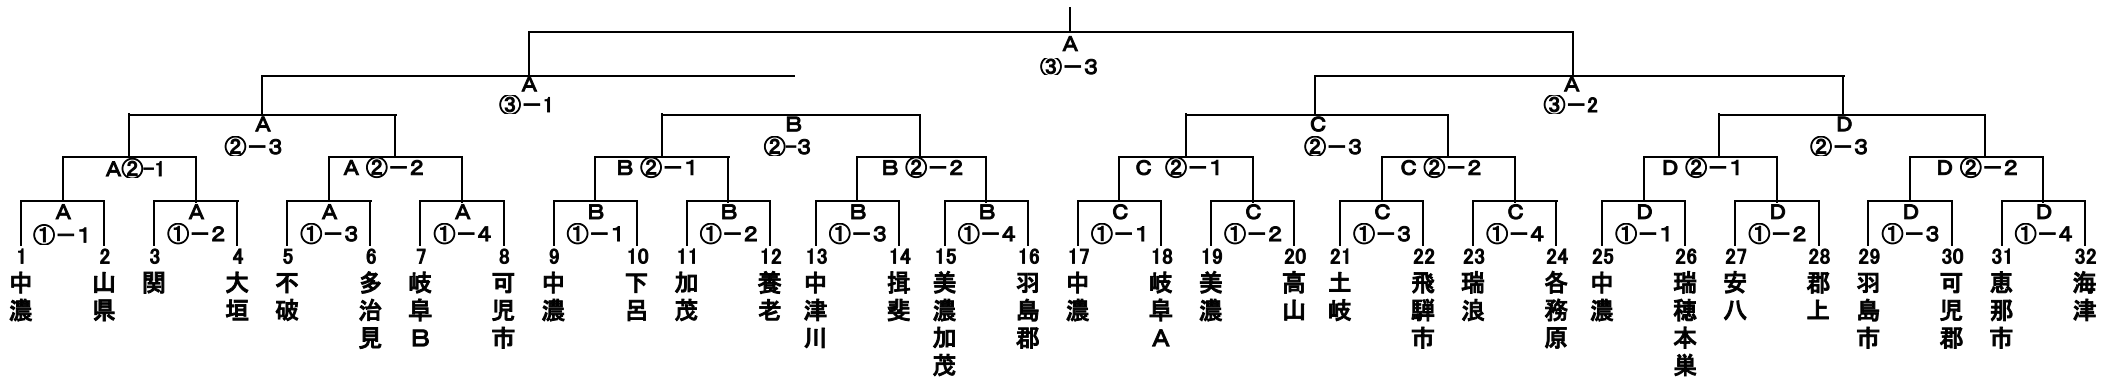 A
③－3
A
③－1
A
③－2
A
②－3
B
②-3
C
②－3
D
②－3
A②-1
A②－2
B②－1
B②－2
C ②－1
C②－2
D②－1
D②－2
A
①－1
A
①－2
A
①－3
A
①－4
B
①－1
B
①－2
B
①－3
B
①－4
C
①－1
C
①－2
C
①－3
C
①－4
D
①－1
D
①－2
D
①－3
D
①－4
1 2 3 4 5 6 7 8 9 10 11 12 13 14 15 16 17 18 19 20 21 22 23 24 25 26 27 28 29 30 31 32
中濃
山県
関
大垣
不破
多治見
岐阜B
可児市
中濃
下呂
加茂
養老
中津川
揖斐
美濃加茂
羽島郡
中濃
岐阜A
美濃
高山
土岐
飛騨市
瑞浪
各務原
中濃
瑞穂本巣
安八
郡上
羽島市
可児郡
恵那市
海津